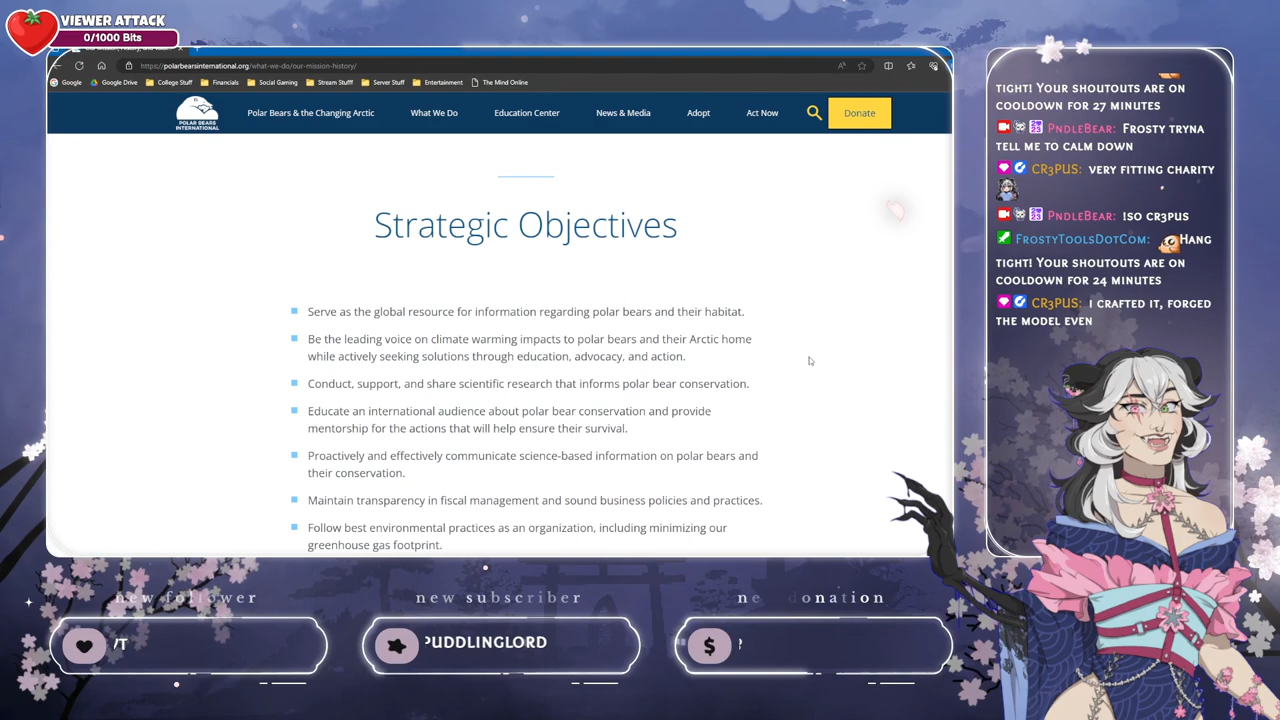 VIEWER ATTACK
0/1000 Bits
https://polarbearsinternational.org/what-we-do/our-mission-history/
Google
Google Drive
College Stuff
Financials
Social Gaming
Stream Stufff
Server Stuff
Entertainment
The Mind Online
POLAR BEARS
INTERNATIONAL
Polar Bears & the Changing Arctic
What We Do
Education Center
News & Media
Adopt
Act Now
Donate
Strategic Objectives
Serve as the global resource for information regarding polar bears and their habitat.
Be the leading voice on climate warming impacts to polar bears and their Arctic home
while actively seeking solutions through education, advocacy, and action.
Conduct, support, and share scientific research that informs polar bear conservation.
Educate an international audience about polar bear conservation and provide
mentorship for the actions that will help ensure their survival.
Proactively and effectively communicate science-based information on polar bears and
their conservation.
Maintain transparency in fiscal management and sound business policies and practices.
Follow best environmental practices as an organization, including minimizing our
greenhouse gas footprint.
TIGHT! YOUR SHOUTOUTS ARE ON
COOLDOWN FOR 27 MINUTES
PNDLEBEAR: FROSTY TRYNA
TELL ME TO CALM DOWN
CR3PUS: VERY FITTING CHARITY
PNDLEBEAR: !SO CR3PUS
FROSTYTOOLSDOTCOM: HANG
TIGHT! YOUR SHOUTOUTS ARE ON
COOLDOWN FOR 24 MINUTES
CR3PUS: I CRAFTED IT, FORGED
THE MODEL EVEN
new follower
new subscriber
ne donation
PUDDLINGLORD